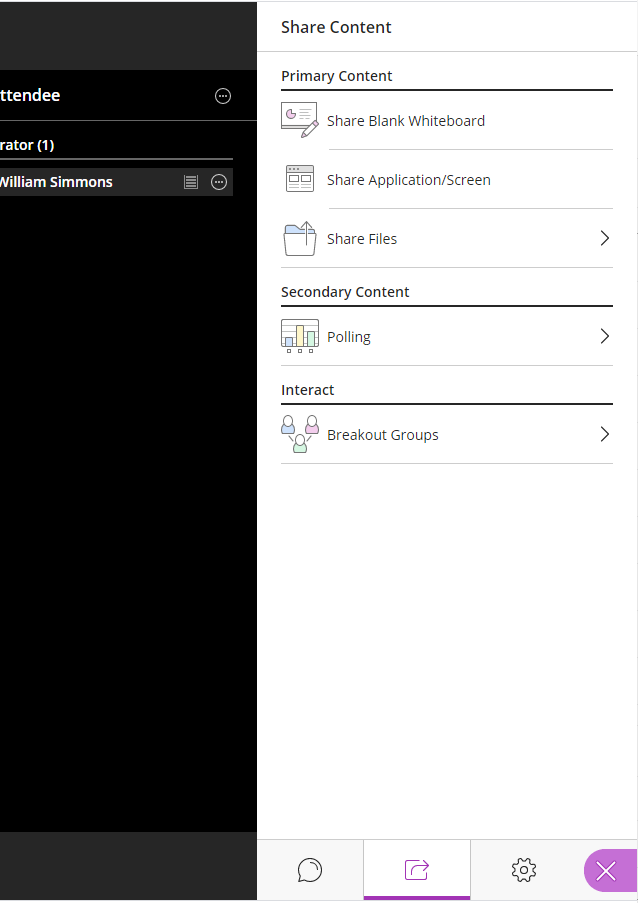 Share Content
ttendee
rator (1)
William Simmons
Primary Content
Share Blank Whiteboard
Share Application/Screen
Share Files
Secondary Content
Polling
Interact
Breakout Groups